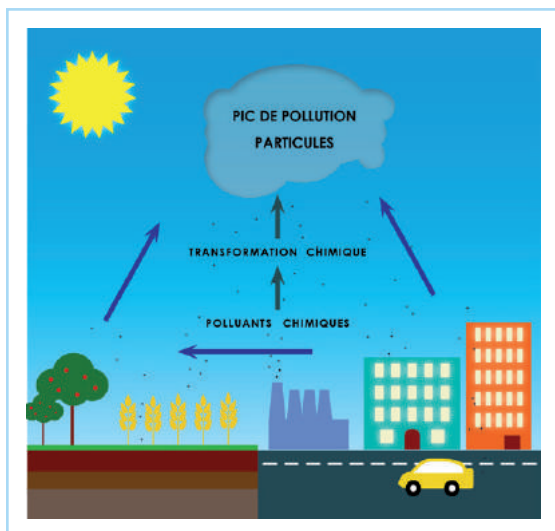 PIC DE POLLUTION
PARTICULES
TRANSFORMATION CHIMIQUE
POLLUANTS CHIMIQUES